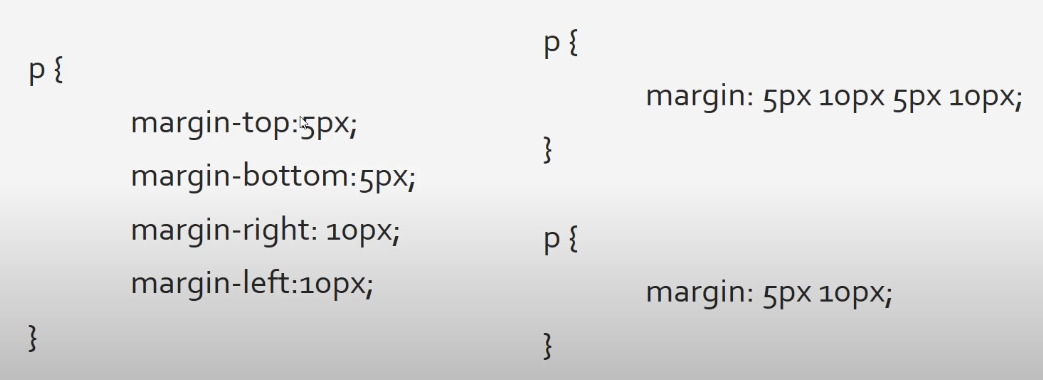 p {
margin-top:5px;
margin-bottom:5px;
margin-right: 10px;
margin-left:10px;
}
p {
margin: 5px 10px 5px 10px;
}
p {
margin: 5px 10px;
}